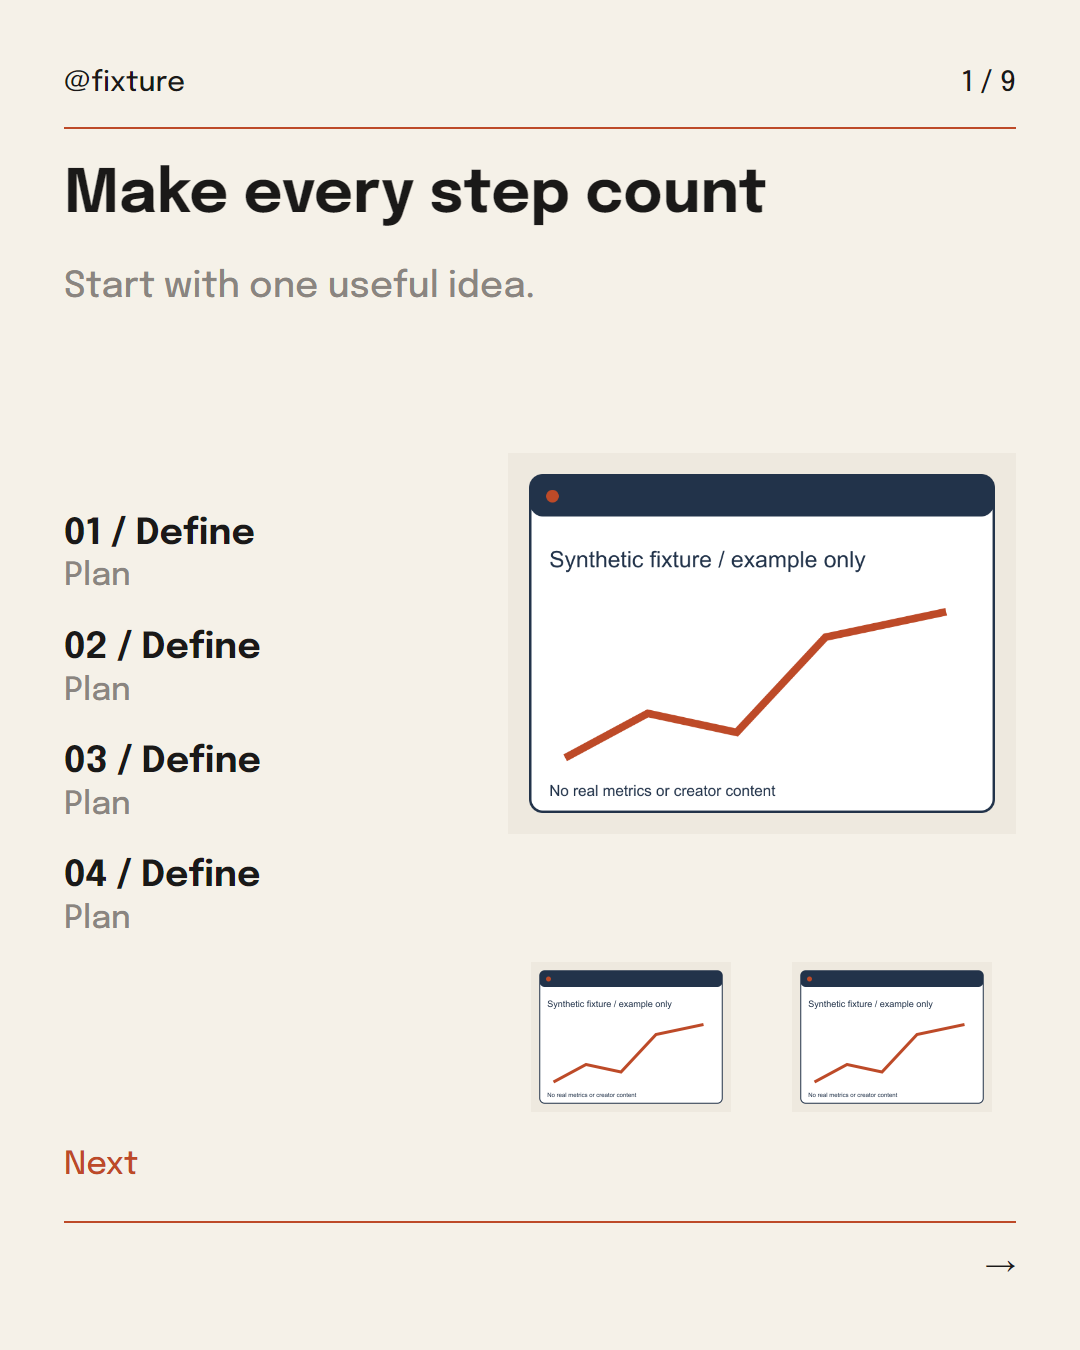 @fixture
1 / 9
Make every step count
Start with one useful idea.
01 / Define
Plan
02 / Define
Plan
03 / Define
Plan
04 / Define
Plan
Synthetic fixture / example only
No real metrics or creator content
Synthetic fixture / example only
No real metrics or creator content
Synthetic fixture / example only
No real metrics or creator content
Next
→